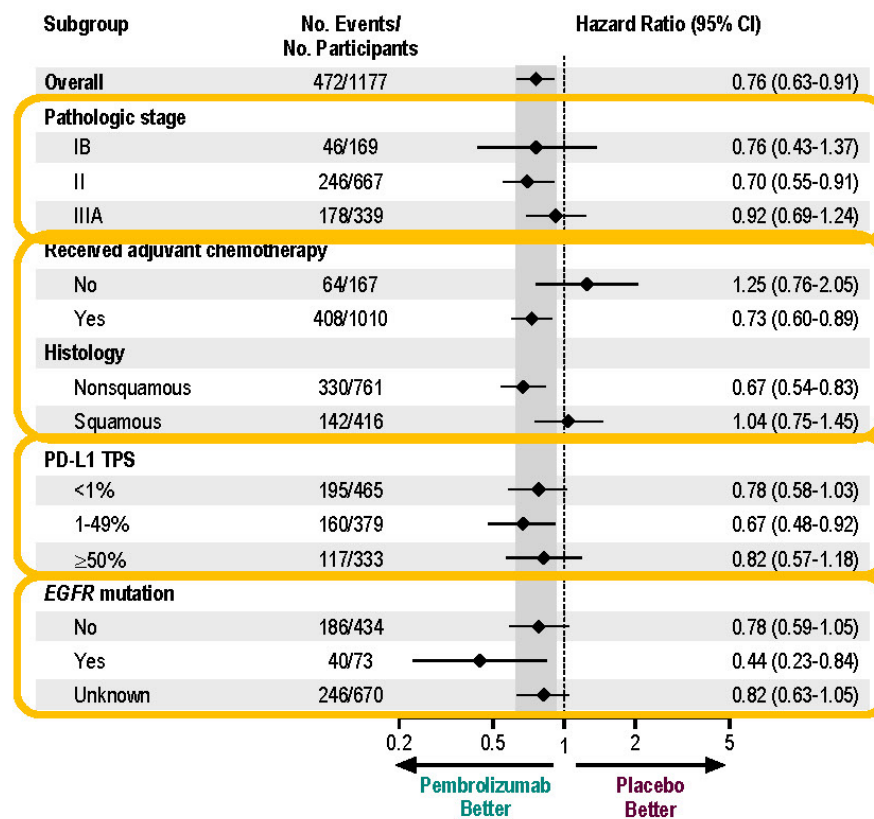 Subgroup No. Events/ Hazard Ratio (95% CI)
No. Participants
Overall 472/1177 0.76 (0.63-0.91)
Pathologic stage
IB 46/169 0.76 (0.43-1.37)
II 246/667 0.70 (0.55-0.91)
IIIA 178/339 0.92 (0.69-1.24)
Received adjuvant chemotherapy
No 64/167 1.25 (0.76-2.05)
Yes 408/1010 0.73 (0.60-0.89)
Histology
Nonsquamous 330/761 0.67 (0.54-0.83)
Squamous 142/416 1.04 (0.75-1.45)
PD-L1 TPS
<1% 195/465 0.78 (0.58-1.03)
1-49% 160/379 0.67 (0.48-0.92)
≥50% 117/333 0.82 (0.57-1.18)
EGFR mutation
No 186/434 0.78 (0.59-1.05)
Yes 40/73 0.44 (0.23-0.84)
Unknown 246/670 0.82 (0.63-1.05)
0.2 0.5 1 2 5
Pembrolizumab Placebo
Better Better